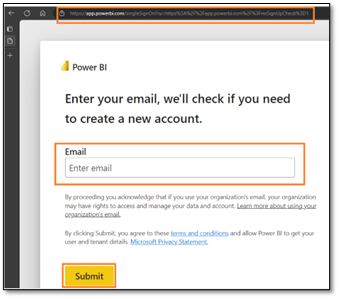 https://app.powerbi.com/singleSignOn?ru=https%3A%2F%2Fapp.powerbi.com%2F
Power BI
Enter your email, we'll check if you need
to create a new account.
Email
Enter email
By proceeding you acknowledge that if you use your organization's email, your organization
may have rights to access and manage your data and account. Learn more about using your
organization's email.
By clicking Submit, you agree to these terms and conditions and allow Power BI to get your
user and tenant details. Microsoft Privacy Statement.
Submit